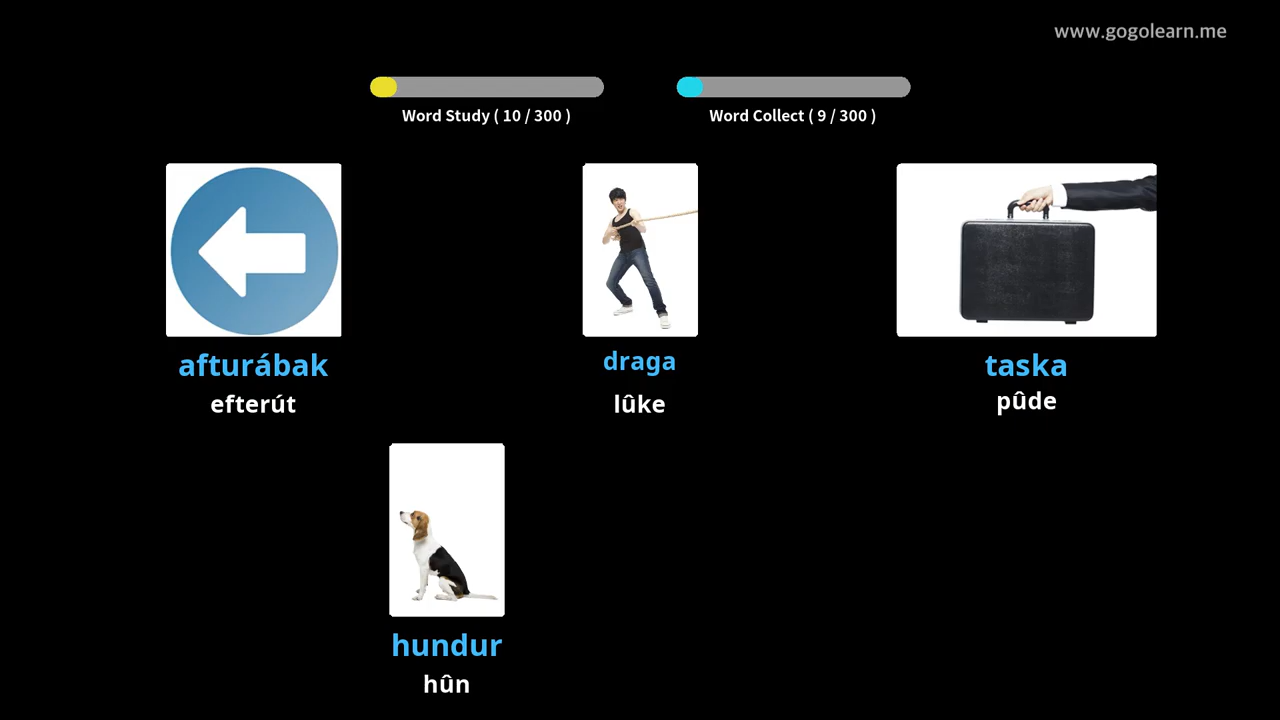 www.gogolearn.me
Word Study ( 10 / 300 )
Word Collect ( 9 / 300 )
afturábak
efterút
draga
lûke
taska
pûde
hundur
hûn